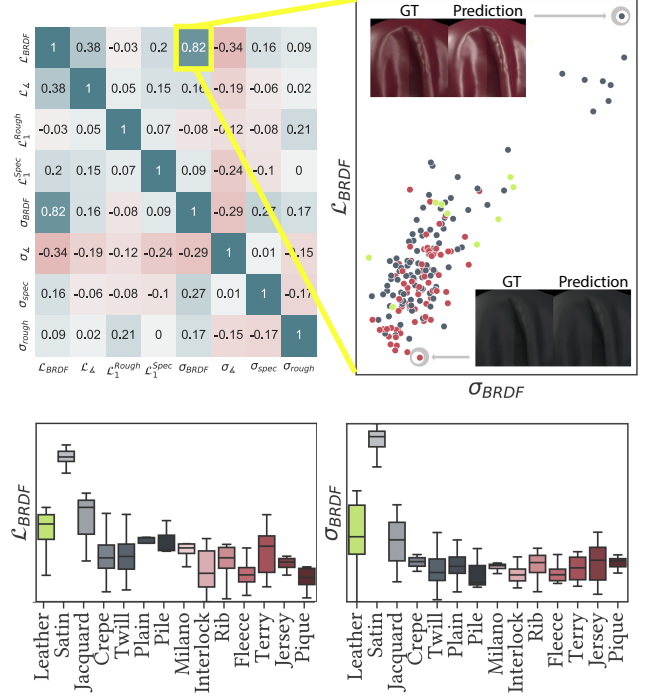 ℒ_BRDF 1 0.38 -0.03 0.2 0.82 -0.34 0.16 0.09
ℒ_∡ 0.38 1 0.05 0.15 0.16 -0.19 -0.06 0.02
ℒ_1^Rough -0.03 0.05 1 0.07 -0.08 -0.12 -0.08 0.21
ℒ_1^Spec 0.2 0.15 0.07 1 0.09 -0.24 -0.1 0
σ_BRDF 0.82 0.16 -0.08 0.09 1 -0.29 0.27 0.17
σ_∡ -0.34 -0.19 -0.12 -0.24 -0.29 1 0.01 -0.15
σ_spec 0.16 -0.06 -0.08 -0.1 0.27 0.01 1 -0.17
σ_rough 0.09 0.02 0.21 0 0.17 -0.15 -0.17 1
ℒ_BRDF ℒ_∡ ℒ_1^Rough ℒ_1^Spec σ_BRDF σ_∡ σ_spec σ_rough
GT Prediction
ℒ_BRDF
GT Prediction
σ_BRDF
ℒ_BRDF
Leather Satin Jacquard Crepe Twill Plain Pile Milano Interlock Rib Fleece Terry Jersey Pique
σ_BRDF
Leather Satin Jacquard Crepe Twill Plain Pile Milano Interlock Rib Fleece Terry Jersey Pique